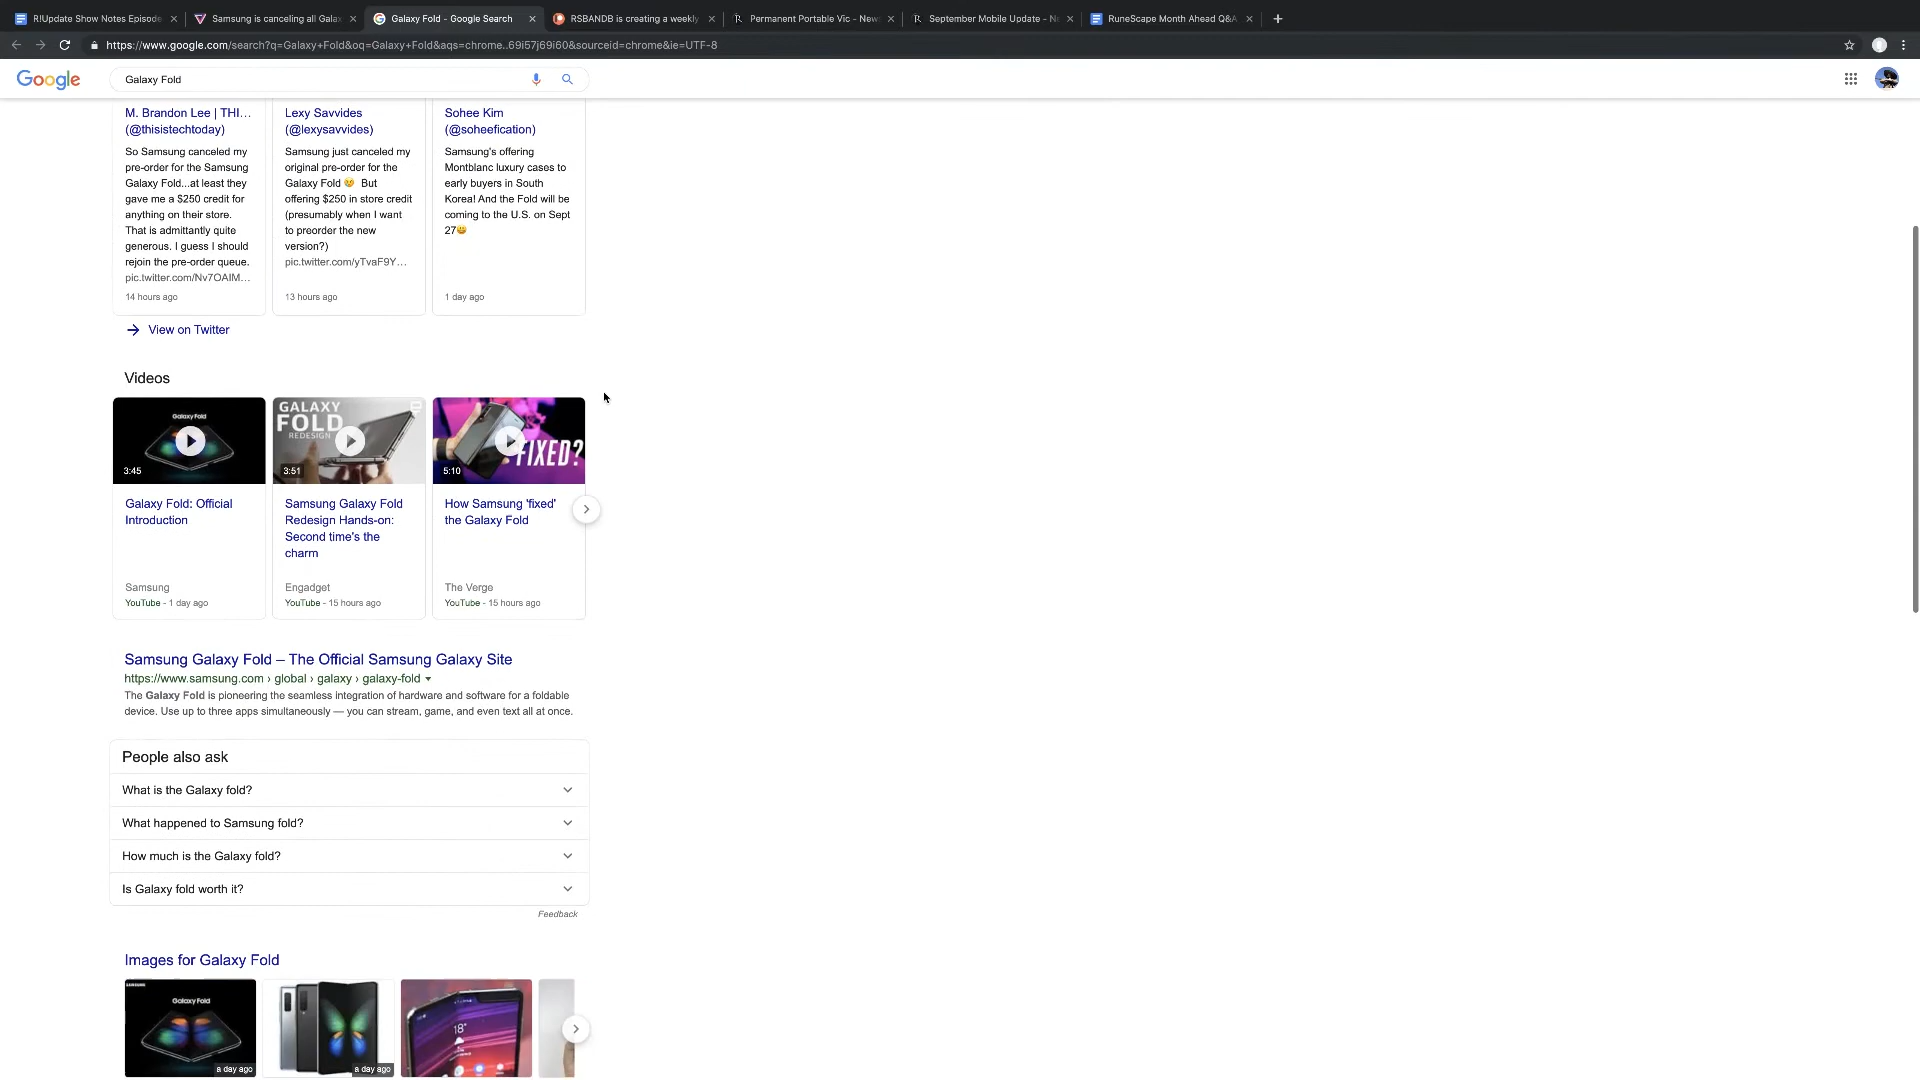 R!Update Show Notes Episode
Samsung is canceling all Galax
Galaxy Fold - Google Search
RSBANDB is creating a weekly
Permanent Portable Vic - News
September Mobile Update - Ne
RuneScape Month Ahead Q&A
https://www.google.com/search?q=Galaxy+Fold&oq=Galaxy+Fold&aqs=chrome..69i57j69i60&sourceid=chrome&ie=UTF-8
Google
Galaxy Fold
M. Brandon Lee | THI...
(@thisistechtoday)
So Samsung canceled my
pre-order for the Samsung
Galaxy Fold...at least they
gave me a $250 credit for
anything on their store.
That is admittantly quite
generous. I guess I should
rejoin the pre-order queue.
pic.twitter.com/Nv7OAIM...
14 hours ago
Lexy Savvides
(@lexysavvides)
Samsung just canceled my
original pre-order for the
Galaxy Fold 😢 But
offering $250 in store credit
(presumably when I want
to preorder the new
version?)
pic.twitter.com/yTvaF9Y...
13 hours ago
Sohee Kim
(@soheefication)
Samsung's offering
Montblanc luxury cases to
early buyers in South
Korea! And the Fold will be
coming to the U.S. on Sept
27😀
1 day ago
View on Twitter
Videos
Galaxy Fold
3:45
Galaxy Fold: Official
Introduction
Samsung
YouTube - 1 day ago
GALAXY
FOLD
REDESIGN
3:51
Samsung Galaxy Fold
Redesign Hands-on:
Second time's the
charm
Engadget
YouTube - 15 hours ago
FIXED?
5:10
How Samsung 'fixed'
the Galaxy Fold
The Verge
YouTube - 15 hours ago
Samsung Galaxy Fold – The Official Samsung Galaxy Site
https://www.samsung.com › global › galaxy › galaxy-fold
The Galaxy Fold is pioneering the seamless integration of hardware and software for a foldable
device. Use up to three apps simultaneously — you can stream, game, and even text all at once.
People also ask
What is the Galaxy fold?
What happened to Samsung fold?
How much is the Galaxy fold?
Is Galaxy fold worth it?
Feedback
Images for Galaxy Fold
SAMSUNG
Galaxy Fold
a day ago
a day ago
18°